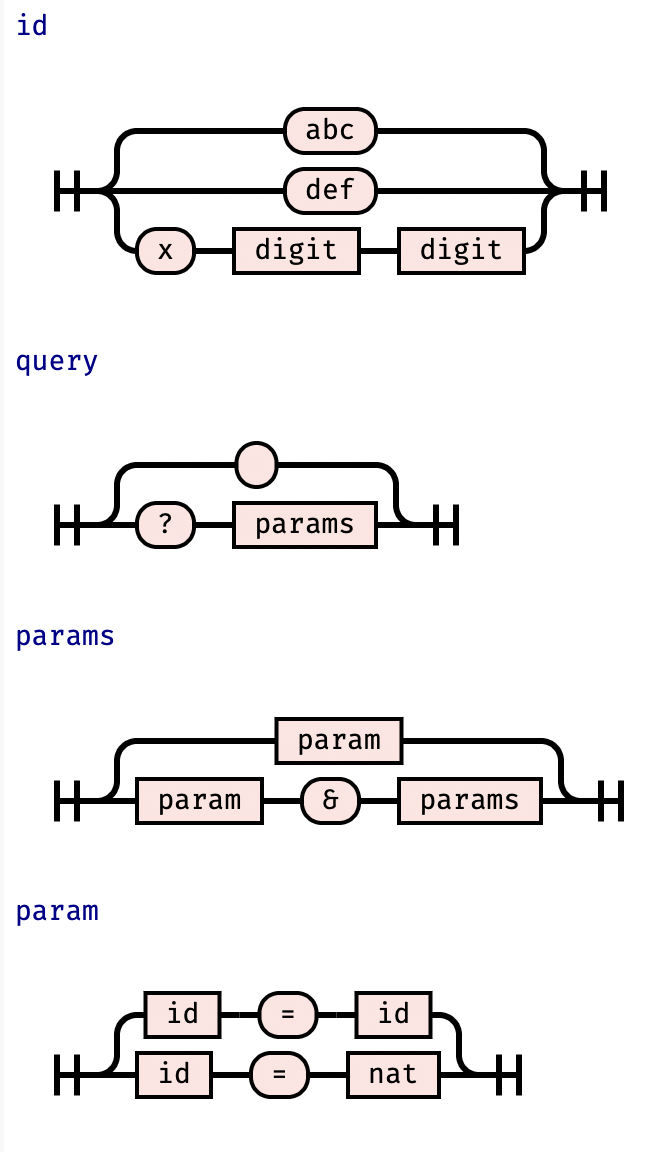 id
abc
def
x digit digit
query
? params
params
param
param & params
param
id = id
id = nat